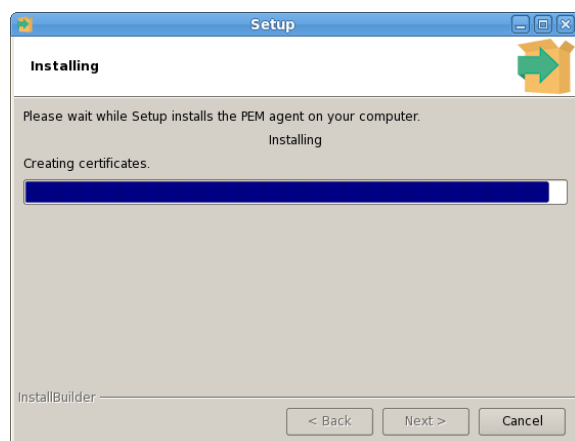 Setup
Installing
Please wait while Setup installs the PEM agent on your computer.
Installing
Creating certificates.
InstallBuilder
< Back
Next >
Cancel